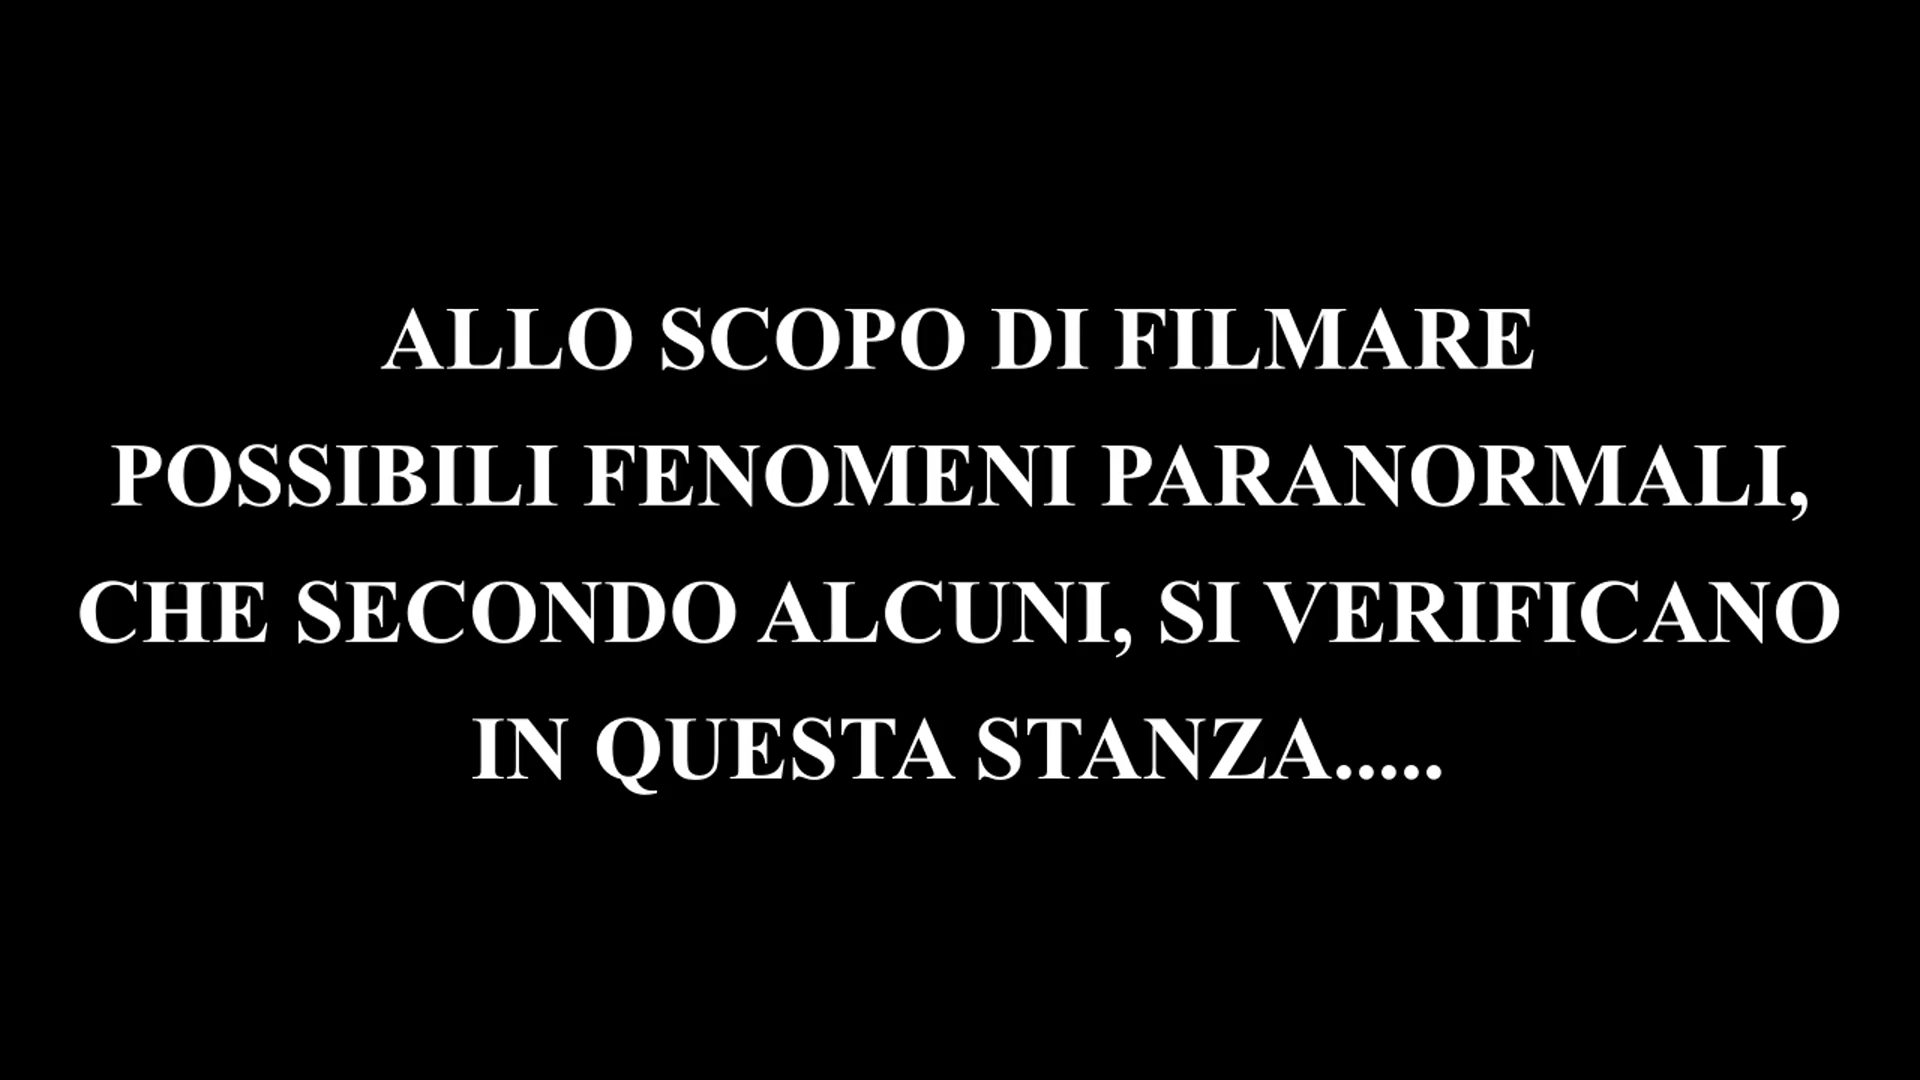 ALLO SCOPO DI FILMARE
POSSIBILI FENOMENI PARANORMALI,
CHE SECONDO ALCUNI, SI VERIFICANO
IN QUESTA STANZA.....